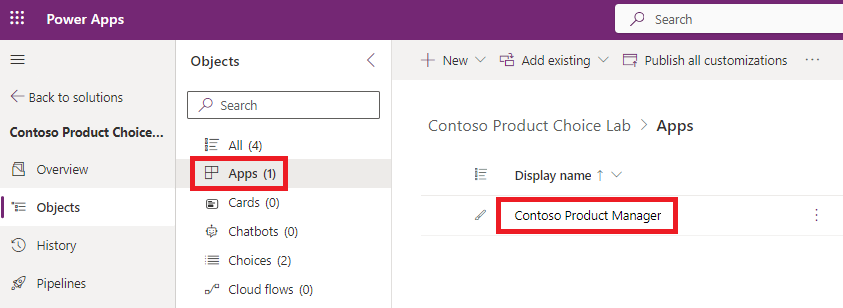 Power Apps
Search
Back to solutions
Contoso Product Choice...
Overview
Objects
History
Pipelines
Objects
Search
All (4)
Apps (1)
Cards (0)
Chatbots (0)
Choices (2)
Cloud flows (0)
New
Add existing
Publish all customizations
Contoso Product Choice Lab > Apps
Display name ↑
Contoso Product Manager